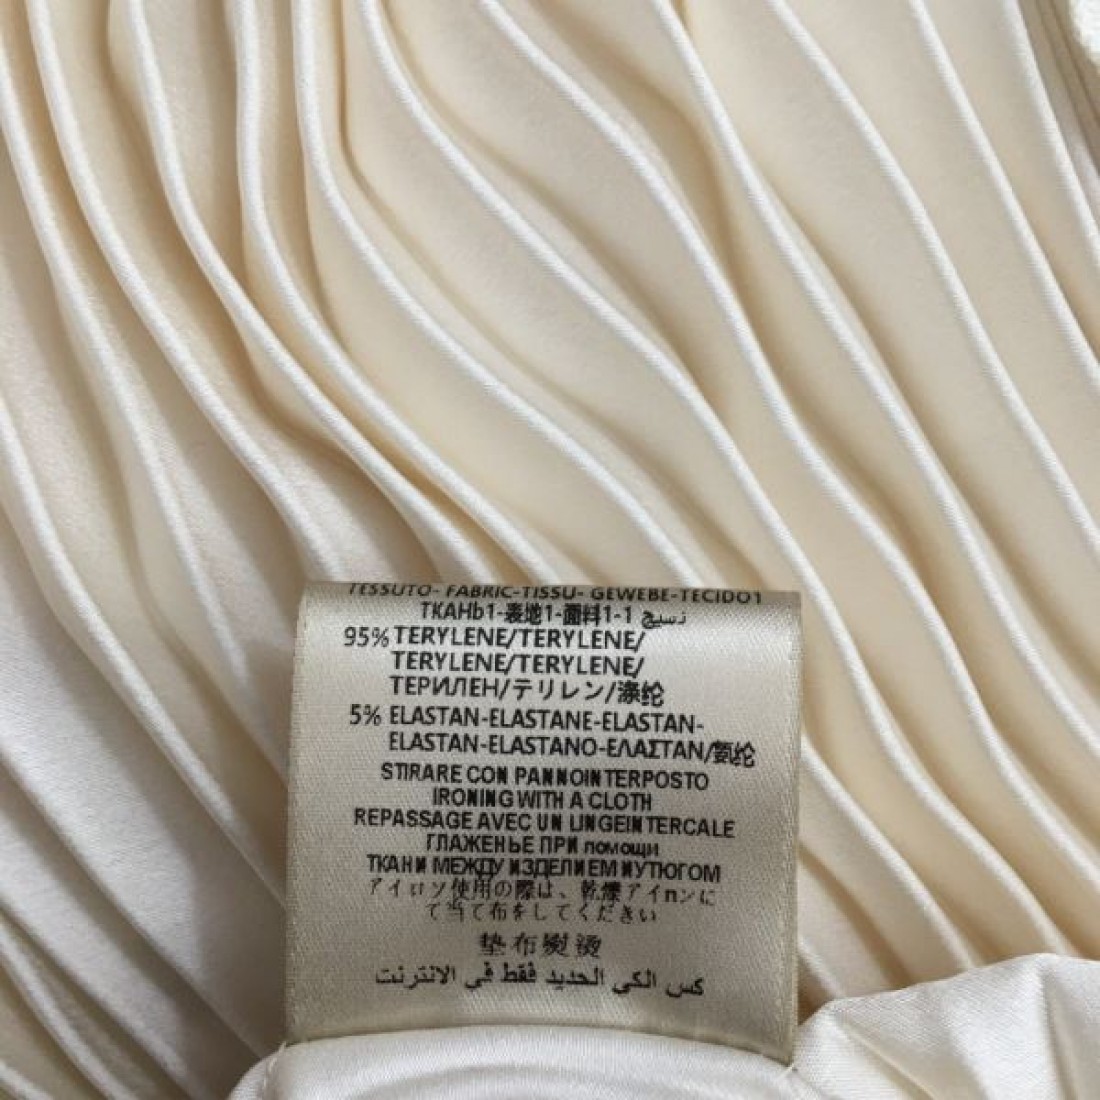 TESSUTO- FABRIC-TISSU- GEWEBE-TECIDO1
TKAHb1-表地1-面料1-1 نسيج
95% TERYLENE/TERYLENE/
TERYLENE/TERYLENE/
ТЕРИЛЕН/テリレン/涤纶
5% ELASTAN-ELASTANE-ELASTAN-
ELASTAN-ELASTANO-ΕΛΑΣΤΑΝ/氨纶
STIRARE CON PANNOINTERPOSTO
IRONING WITH A CLOTH
REPASSAGE AVEC UN LINGEINTERCALE
ГЛАЖЕНЬЕ ПРИ помощи
ТКАНИ МЕЖДУ ИЗДЕЛИЕМ ИУТЮГОМ
アイロン使用の際は、乾燥アイnンに
て当て布をしてください
垫布熨烫
كس الكي الحديد فقط في الانترنت